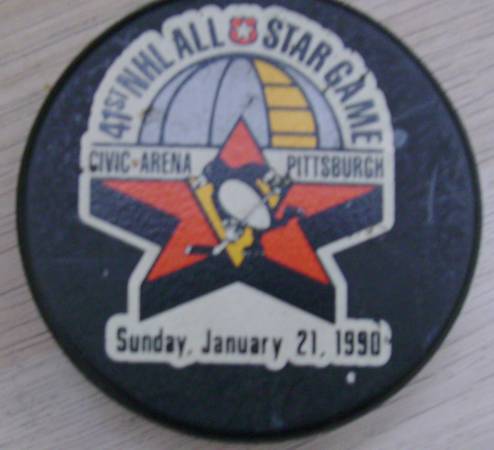 41ST NHL ALL STAR GAME
CIVIC • ARENA PITTSBURGH
Sunday, January 21, 1990